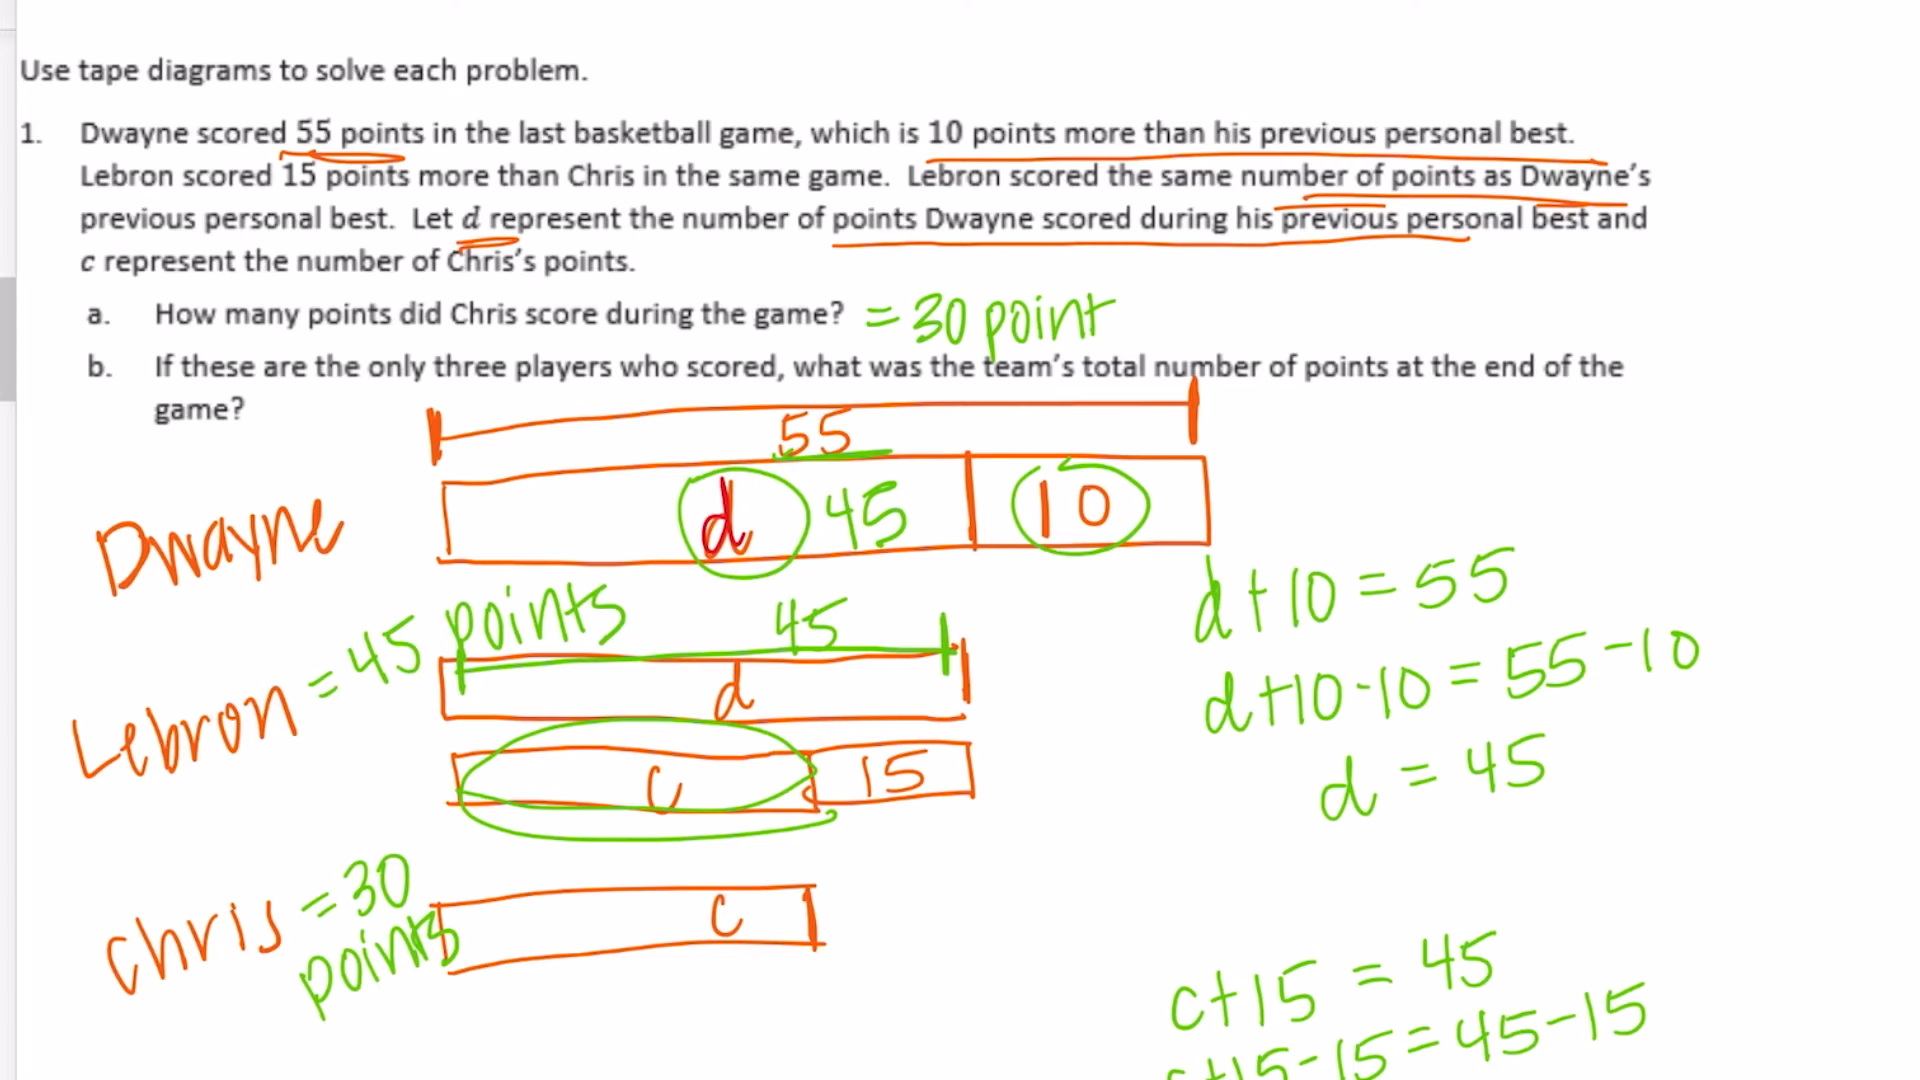 Use tape diagrams to solve each problem.
1. Dwayne scored 55 points in the last basketball game, which is 10 points more than his previous personal best.
Lebron scored 15 points more than Chris in the same game. Lebron scored the same number of points as Dwayne's
previous personal best. Let d represent the number of points Dwayne scored during his previous personal best and
c represent the number of Chris's points.
a. How many points did Chris score during the game? = 30 point
b. If these are the only three players who scored, what was the team's total number of points at the end of the
game?
55
Dwayne d 45 10
d+10 = 55
Lebron = 45 points 45
d
d+10-10 = 55-10
c 15
d = 45
Chris = 30
points
c
c+15 = 45
c+15-15 = 45-15